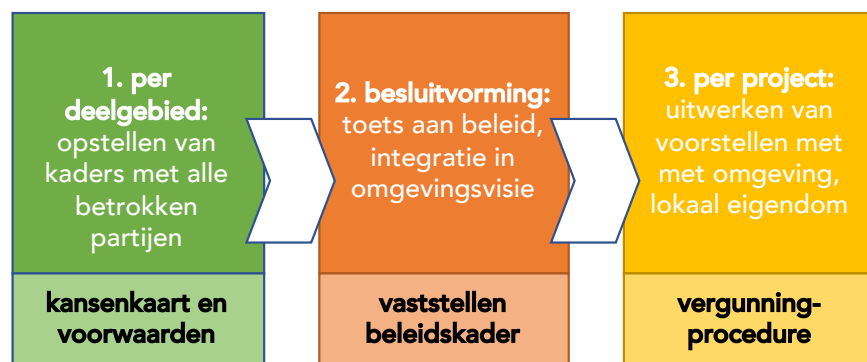 1. per
deelgebied:
opstellen van
kaders met alle
betrokken
partijen
kansenkaart en
voorwaarden
2. besluitvorming:
toets aan beleid,
integratie in
omgevingsvisie
vaststellen
beleidskader
3. per project:
uitwerken van
voorstellen met
met omgeving,
lokaal eigendom
vergunning-
procedure